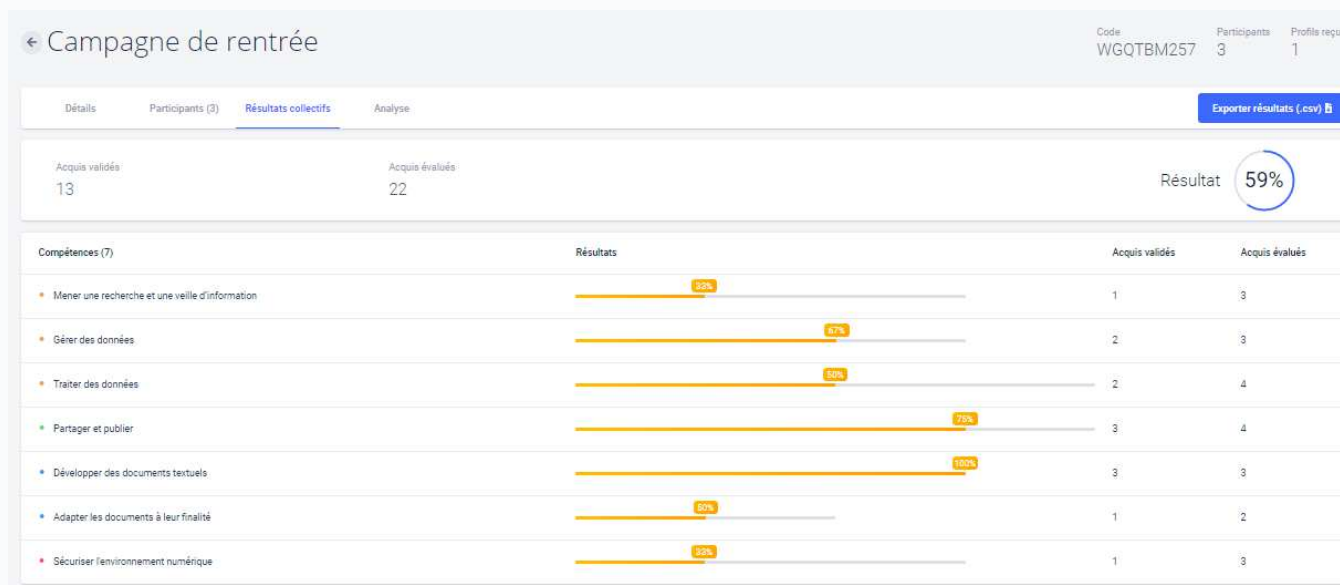 Campagne de rentrée
Code Participants Profils reçu
WGQTBM257 3 1
Détails Participants (3) Résultats collectifs Analyse Exporter résultats (.csv)
Acquis validés Acquis évalués
13 22 Résultat 59%
Compétences (7) Résultats Acquis validés Acquis évalués
Mener une recherche et une veille d'information 33% 1 3
Gérer des données 67% 2 3
Traiter des données 50% 2 4
Partager et publier 75% 3 4
Développer des documents textuels 100% 3 3
Adapter les documents à leur finalité 50% 1 2
Sécuriser l'environnement numérique 33% 1 3